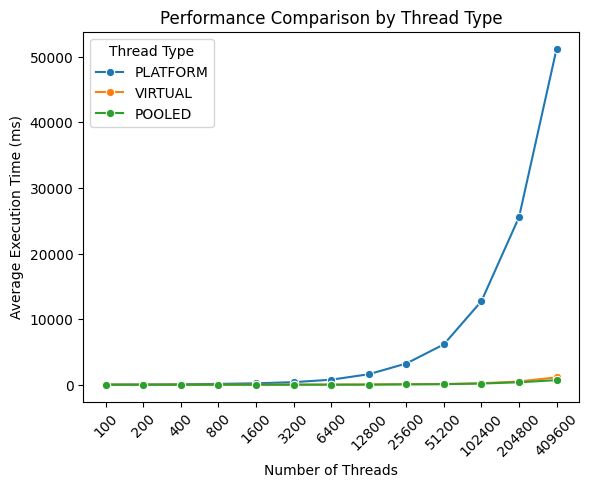 Performance Comparison by Thread Type
Thread Type
PLATFORM
VIRTUAL
POOLED
Average Execution Time (ms)
50000
40000
30000
20000
10000
0
100
200
400
800
1600
3200
6400
12800
25600
51200
102400
204800
409600
Number of Threads